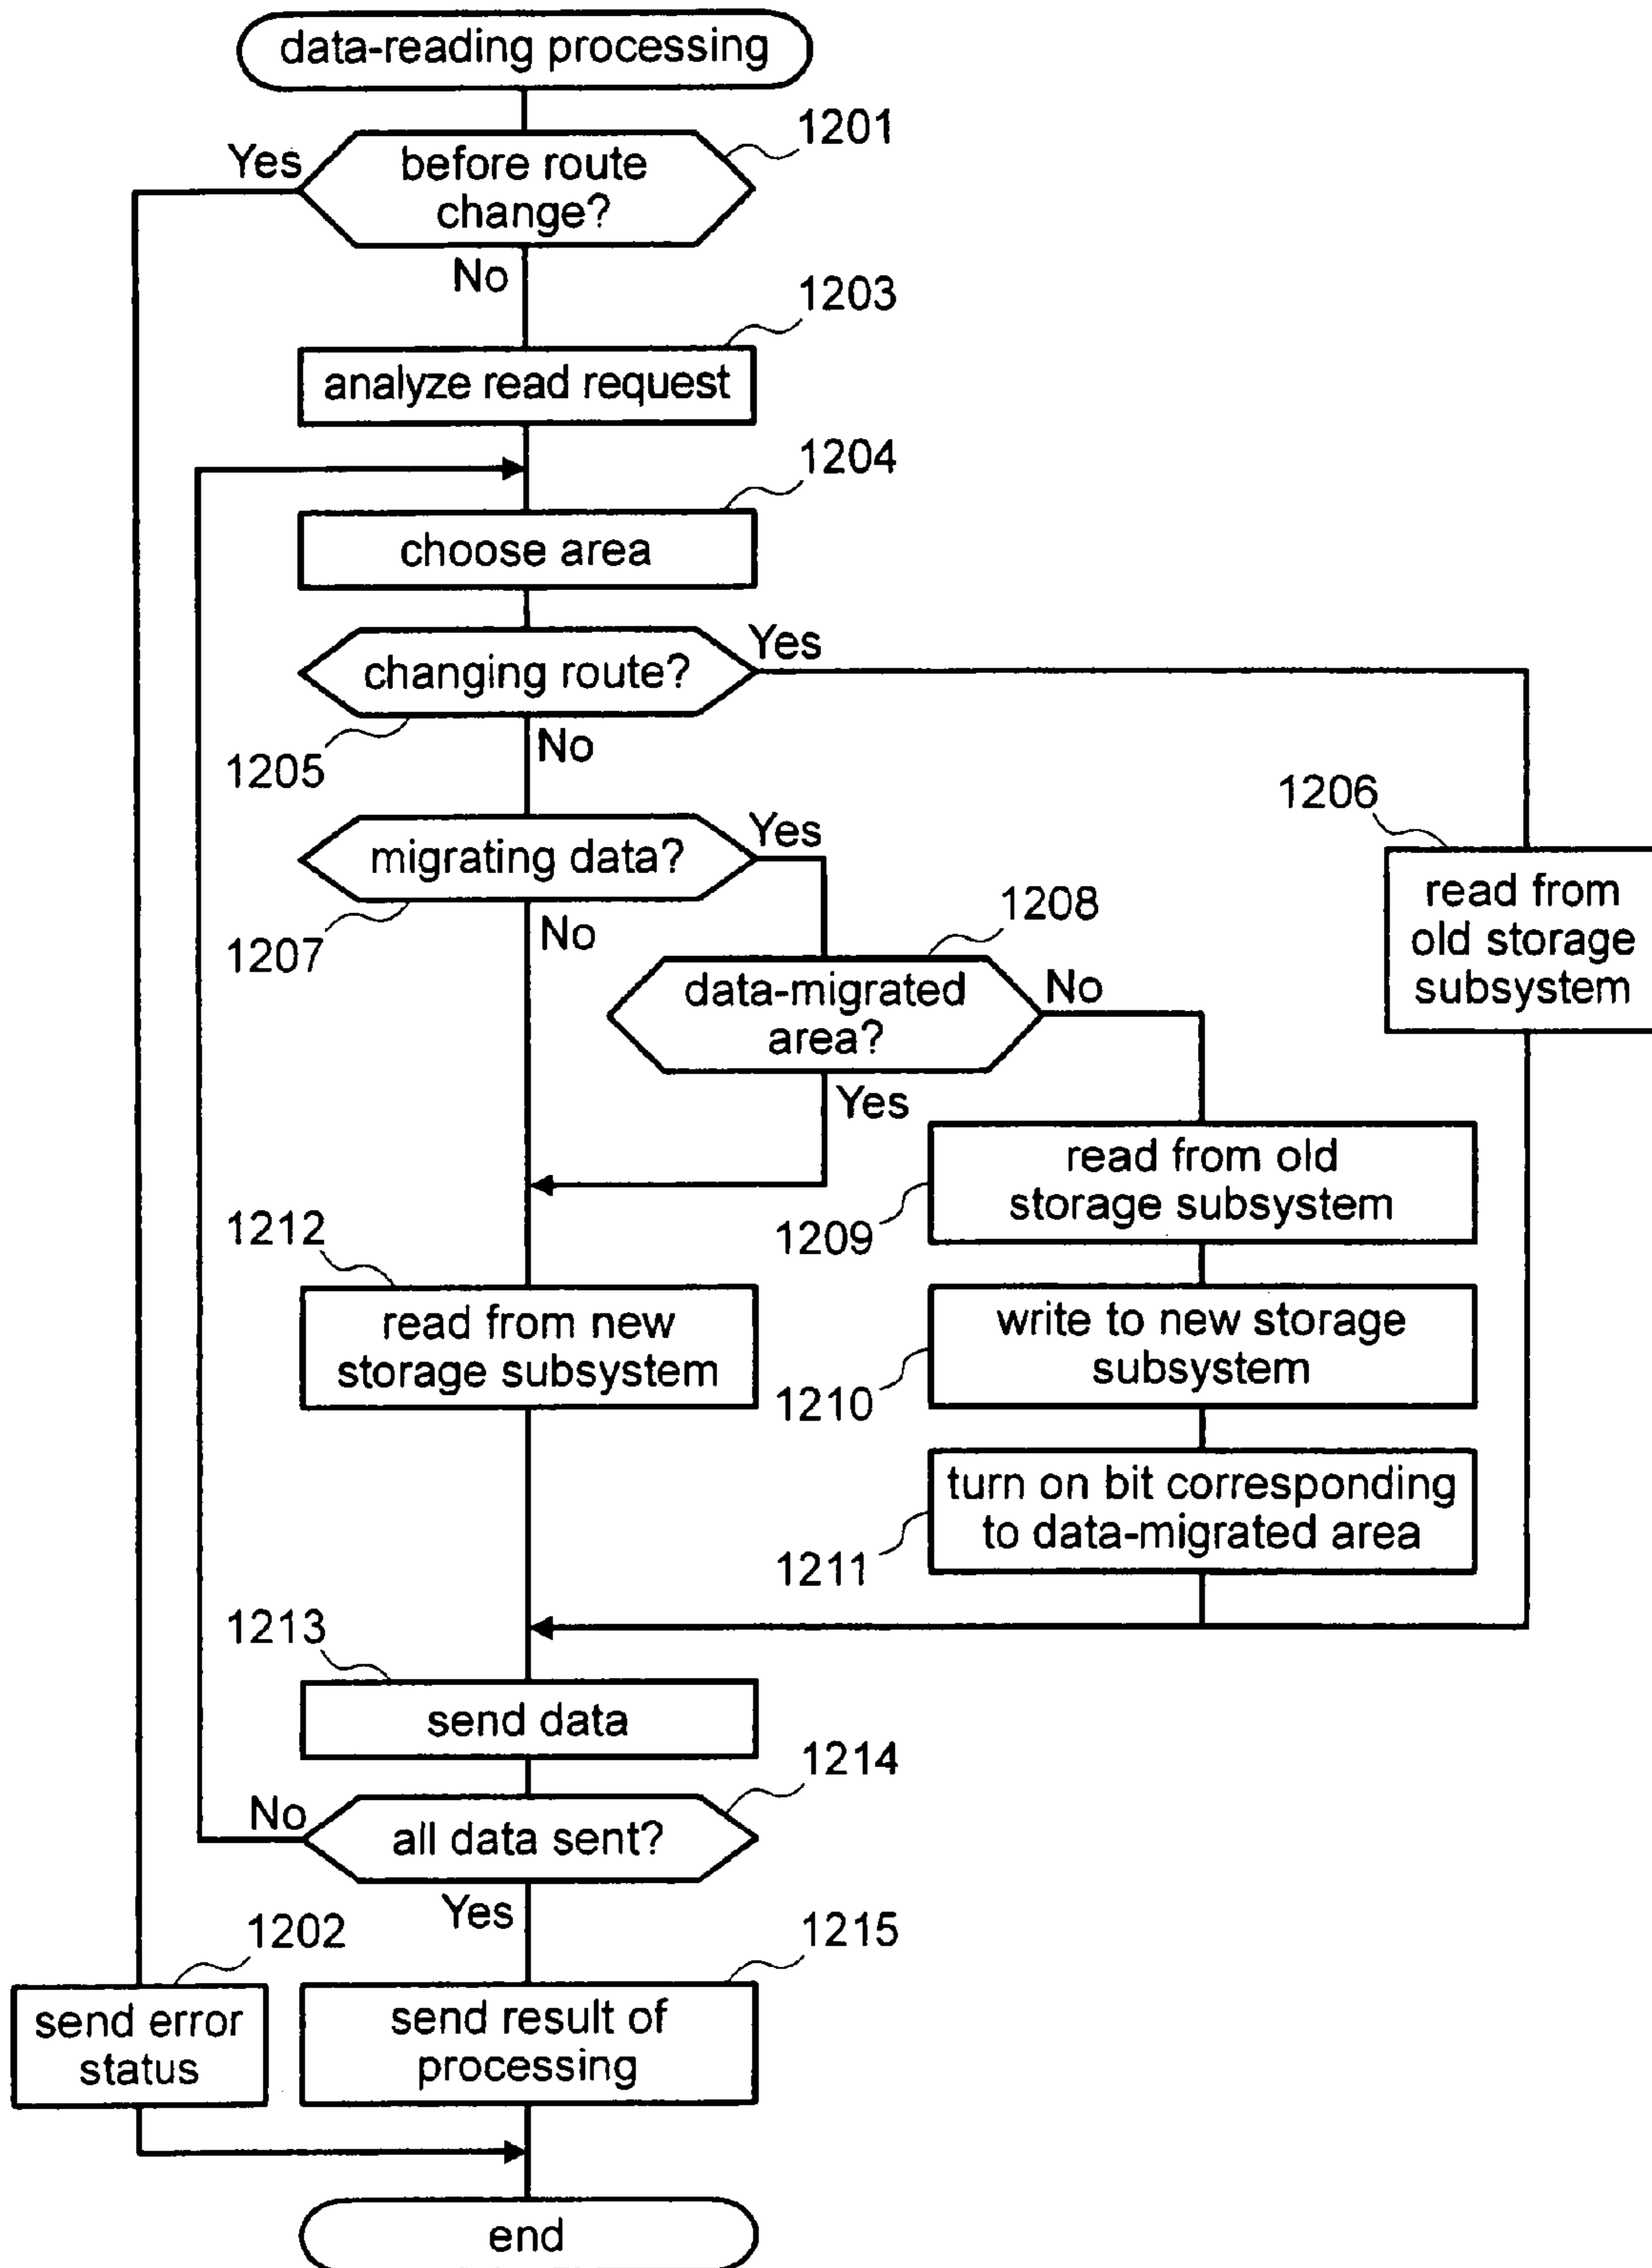 data-reading processing
1201
Yes
before route
change?
No
1203
analyze read request
1204
choose area
Yes
changing route?
1205
No
1206
Yes
migrating data?
1207
No
1208
read from
old storage
subsystem
data-migrated
area?
No
Yes
read from old
storage subsystem
1209
1212
read from new
storage subsystem
write to new storage
subsystem
1210
turn on bit corresponding
to data-migrated area
1211
1213
send data
1214
No
all data sent?
Yes
1202
1215
send error
status
send result of
processing
end